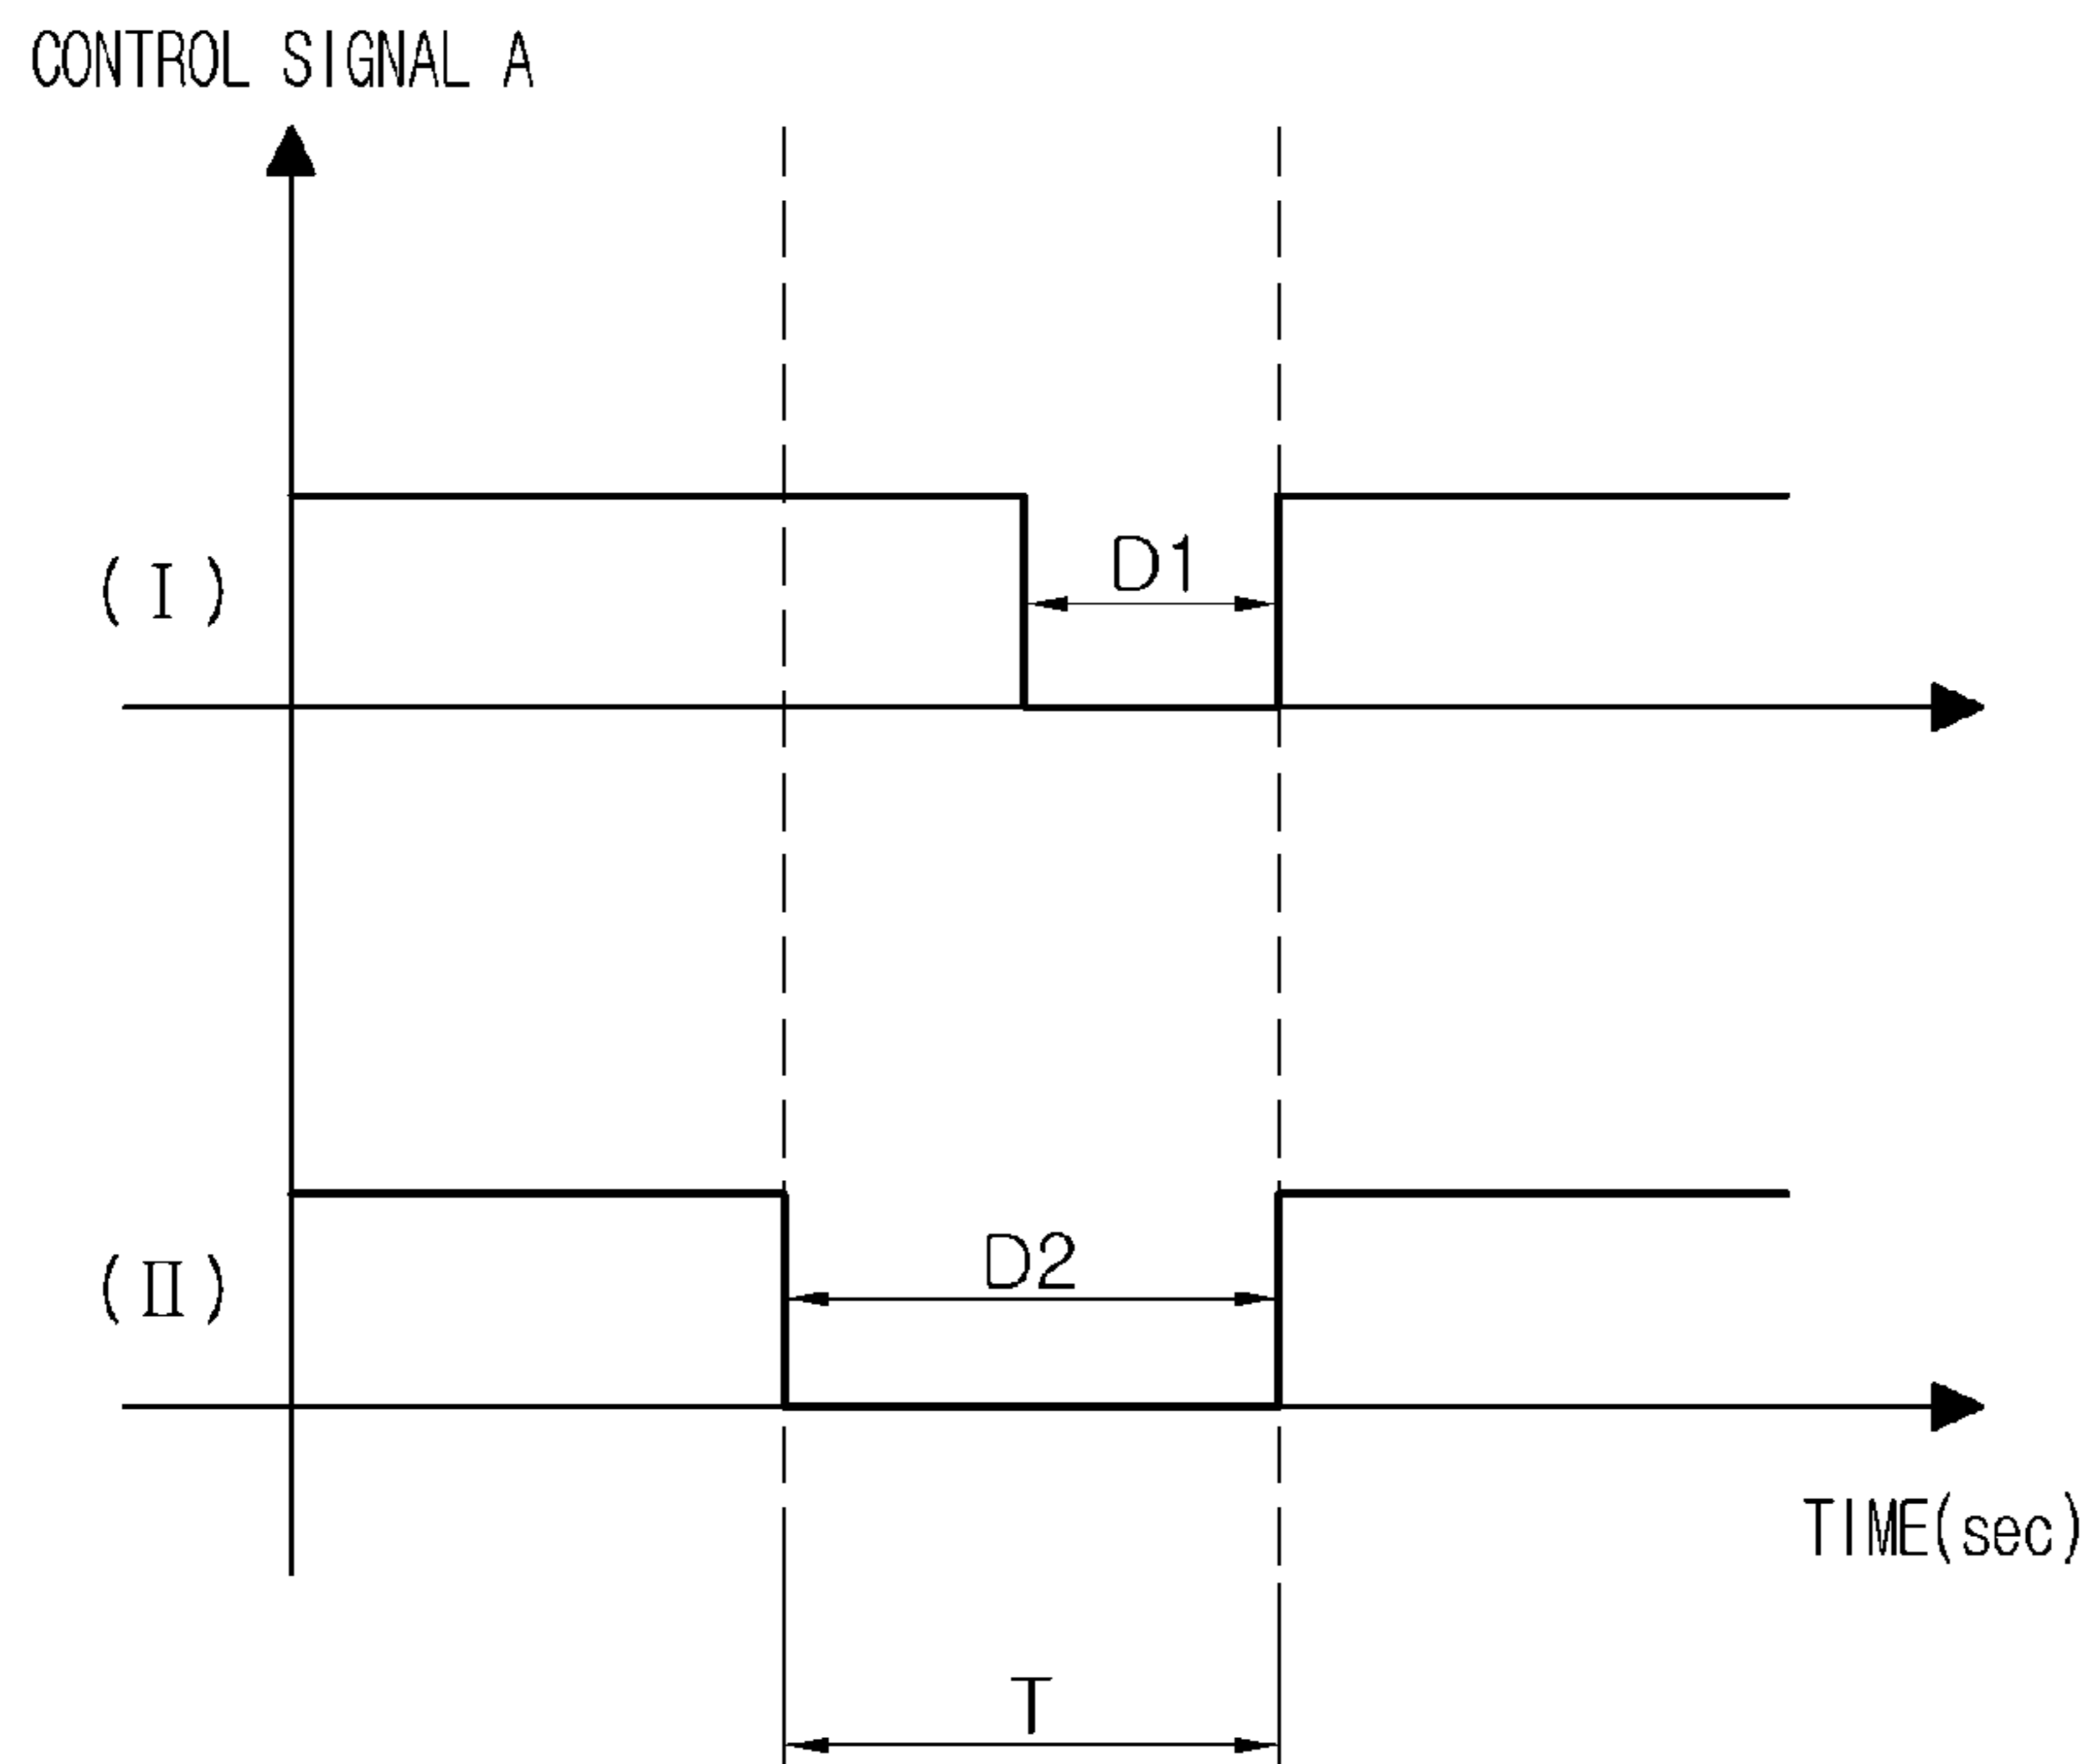 CONTROL SIGNAL A
D1
(Ⅰ)
D2
(Ⅱ)
TIME(sec)
T